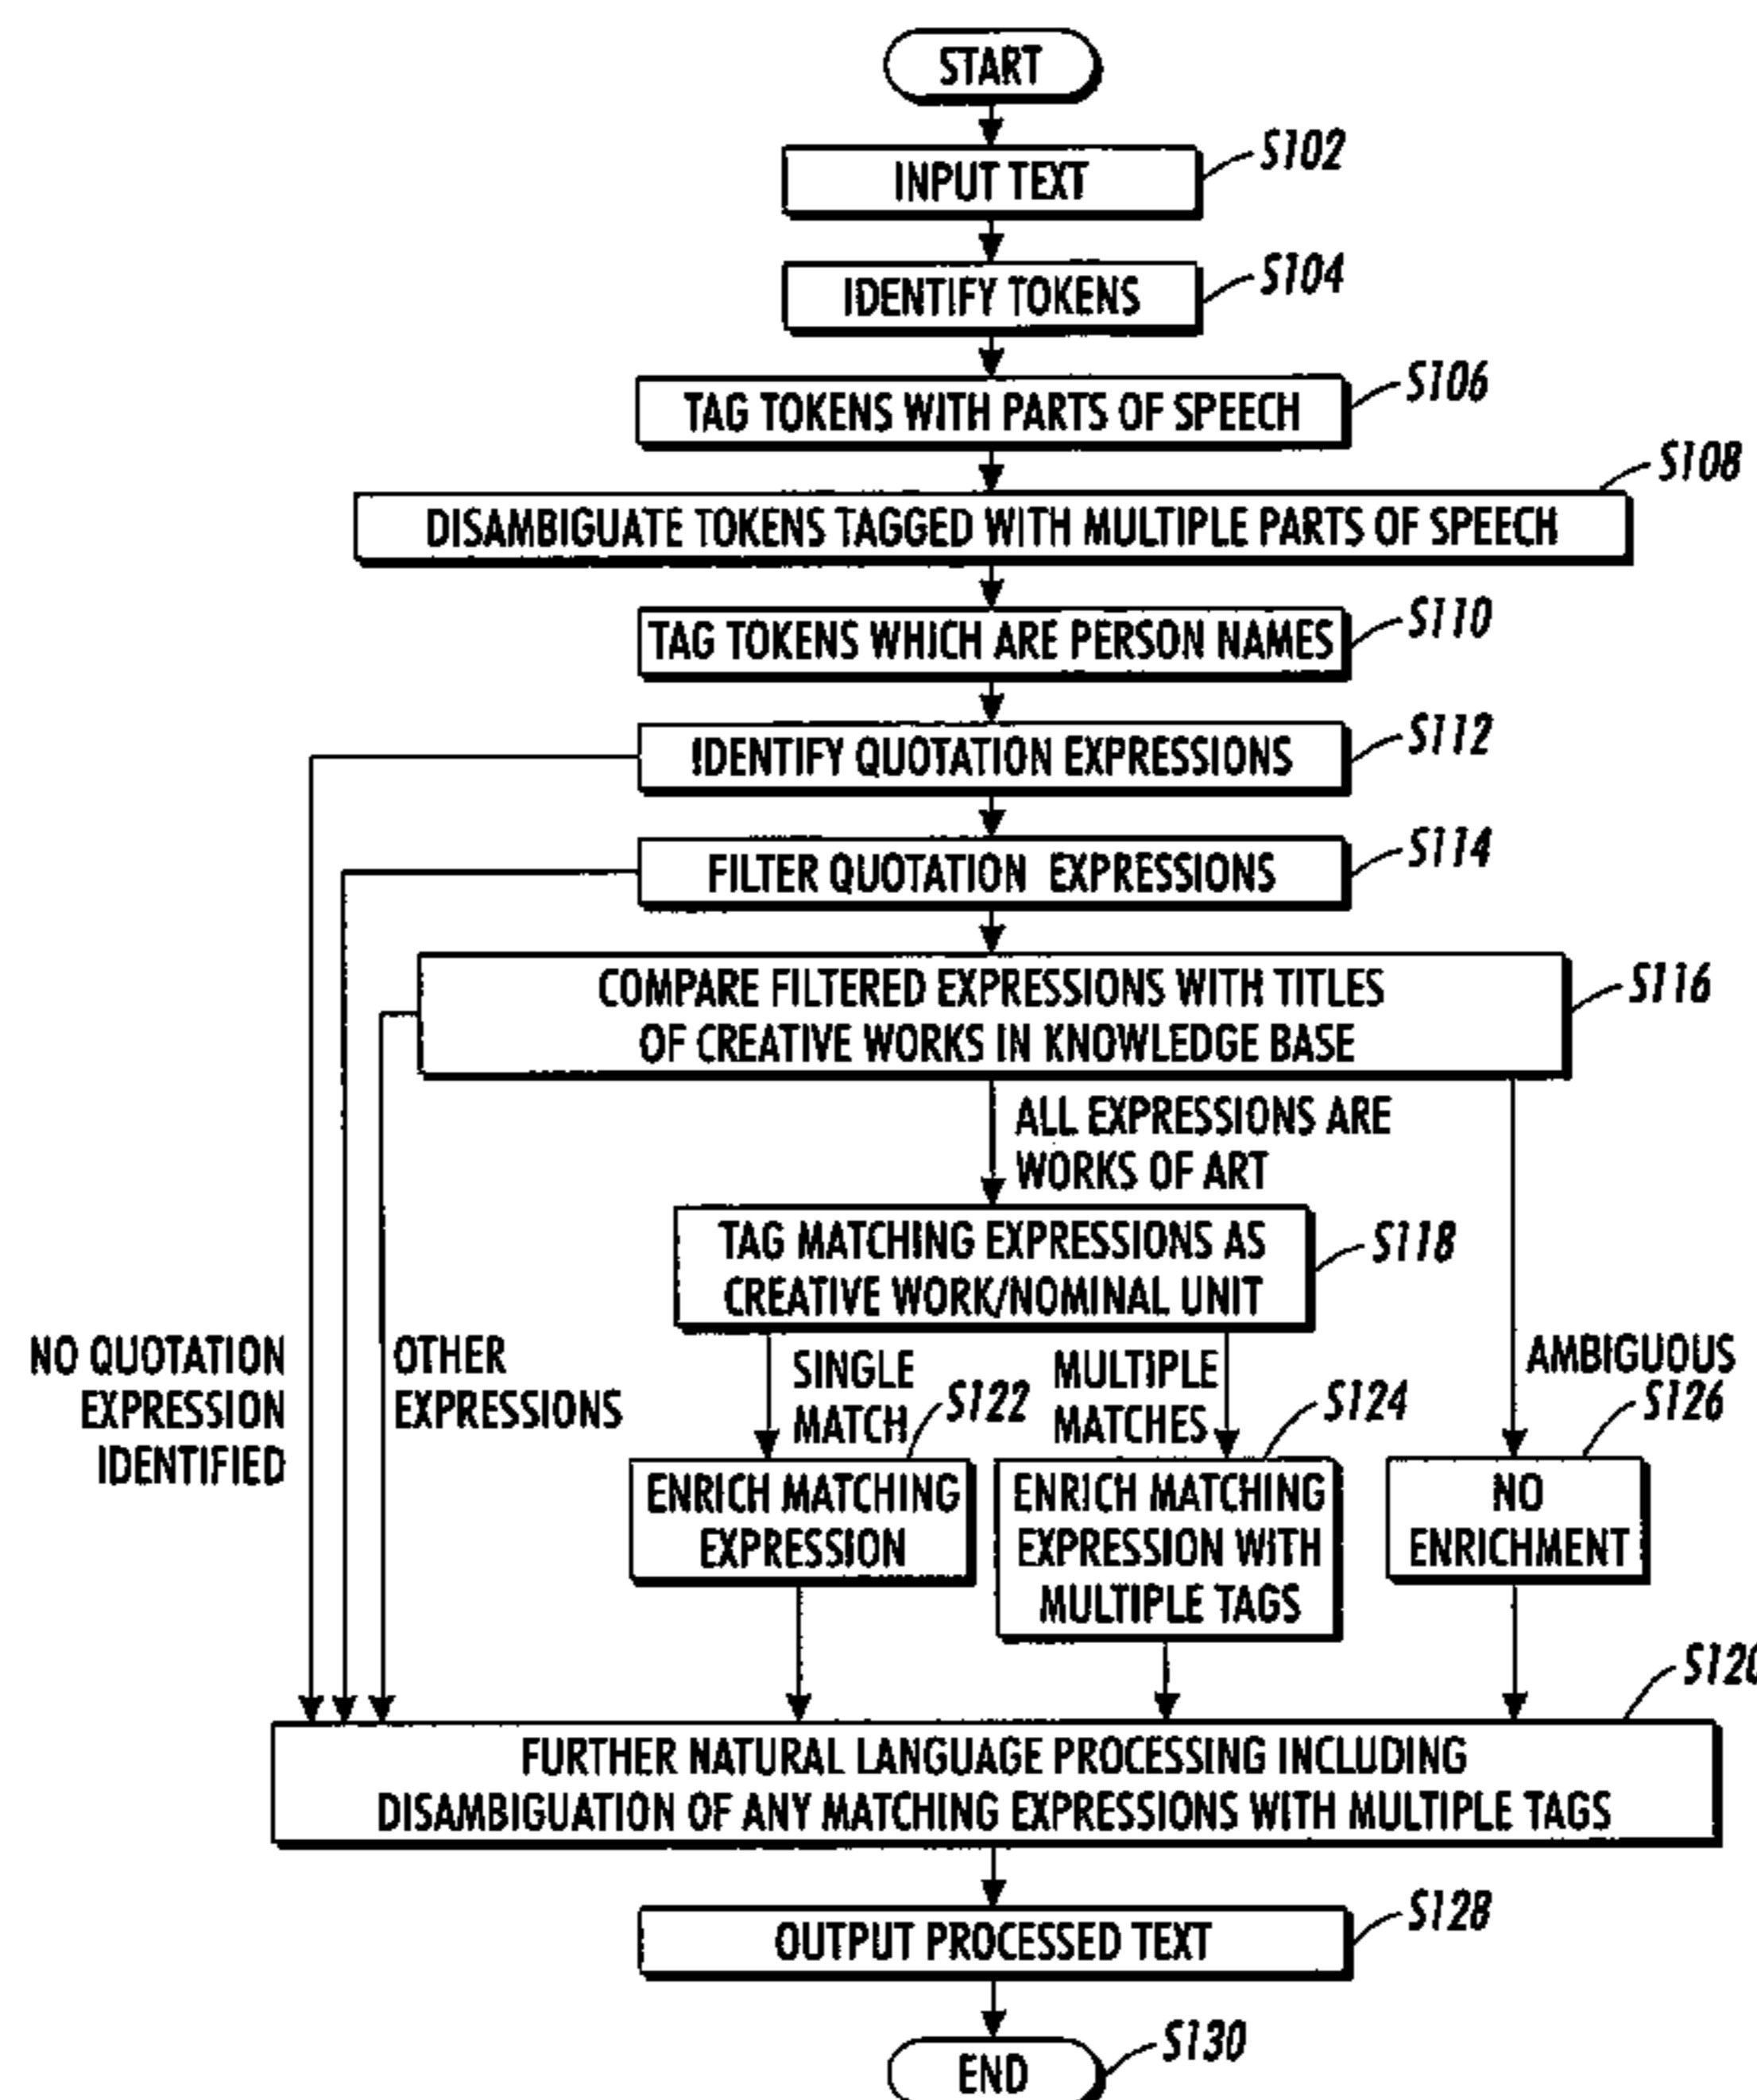 START
INPUT TEXT
S102
IDENTIFY TOKENS
S104
TAG TOKENS WITH PARTS OF SPEECH
S106
DISAMBIGUATE TOKENS TAGGED WITH MULTIPLE PARTS OF SPEECH
S108
TAG TOKENS WHICH ARE PERSON NAMES
S110
IDENTIFY QUOTATION EXPRESSIONS
S112
FILTER QUOTATION EXPRESSIONS
S114
COMPARE FILTERED EXPRESSIONS WITH TITLES
OF CREATIVE WORKS IN KNOWLEDGE BASE
S116
ALL EXPRESSIONS ARE
WORKS OF ART
TAG MATCHING EXPRESSIONS AS
CREATIVE WORK/NOMINAL UNIT
S118
NO QUOTATION
EXPRESSION
IDENTIFIED
OTHER
EXPRESSIONS
SINGLE
MATCH
S122
MULTIPLE
MATCHES
S124
AMBIGUOUS
S126
ENRICH MATCHING
EXPRESSION
ENRICH MATCHING
EXPRESSION WITH
MULTIPLE TAGS
NO
ENRICHMENT
S120
FURTHER NATURAL LANGUAGE PROCESSING INCLUDING
DISAMBIGUATION OF ANY MATCHING EXPRESSIONS WITH MULTIPLE TAGS
OUTPUT PROCESSED TEXT
S128
END
S130